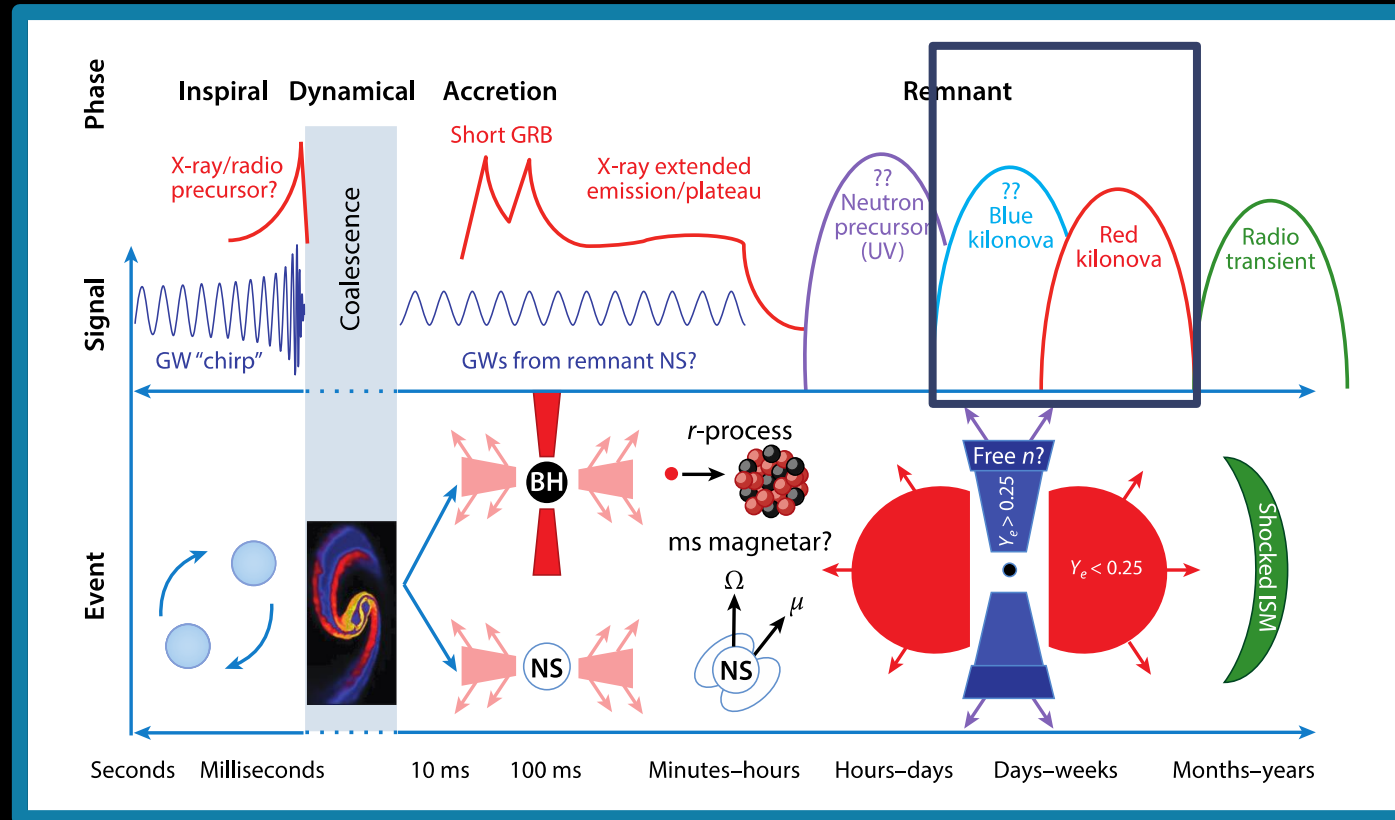 Phase
Inspiral
Dynamical
Accretion
Remnant
Signal
X-ray/radio
precursor?
Coalescence
Short GRB
X-ray extended
emission/plateau
??
Neutron
precursor
(UV)
??
Blue
kilonova
Red
kilonova
Radio
transient
GW "chirp"
GWs from remnant NS?
Event
BH
NS
r-process
ms magnetar?
Ω
μ
NS
Free n?
Ye > 0.25
Ye < 0.25
Shocked ISM
Seconds
Milliseconds
10 ms
100 ms
Minutes–hours
Hours–days
Days–weeks
Months–years